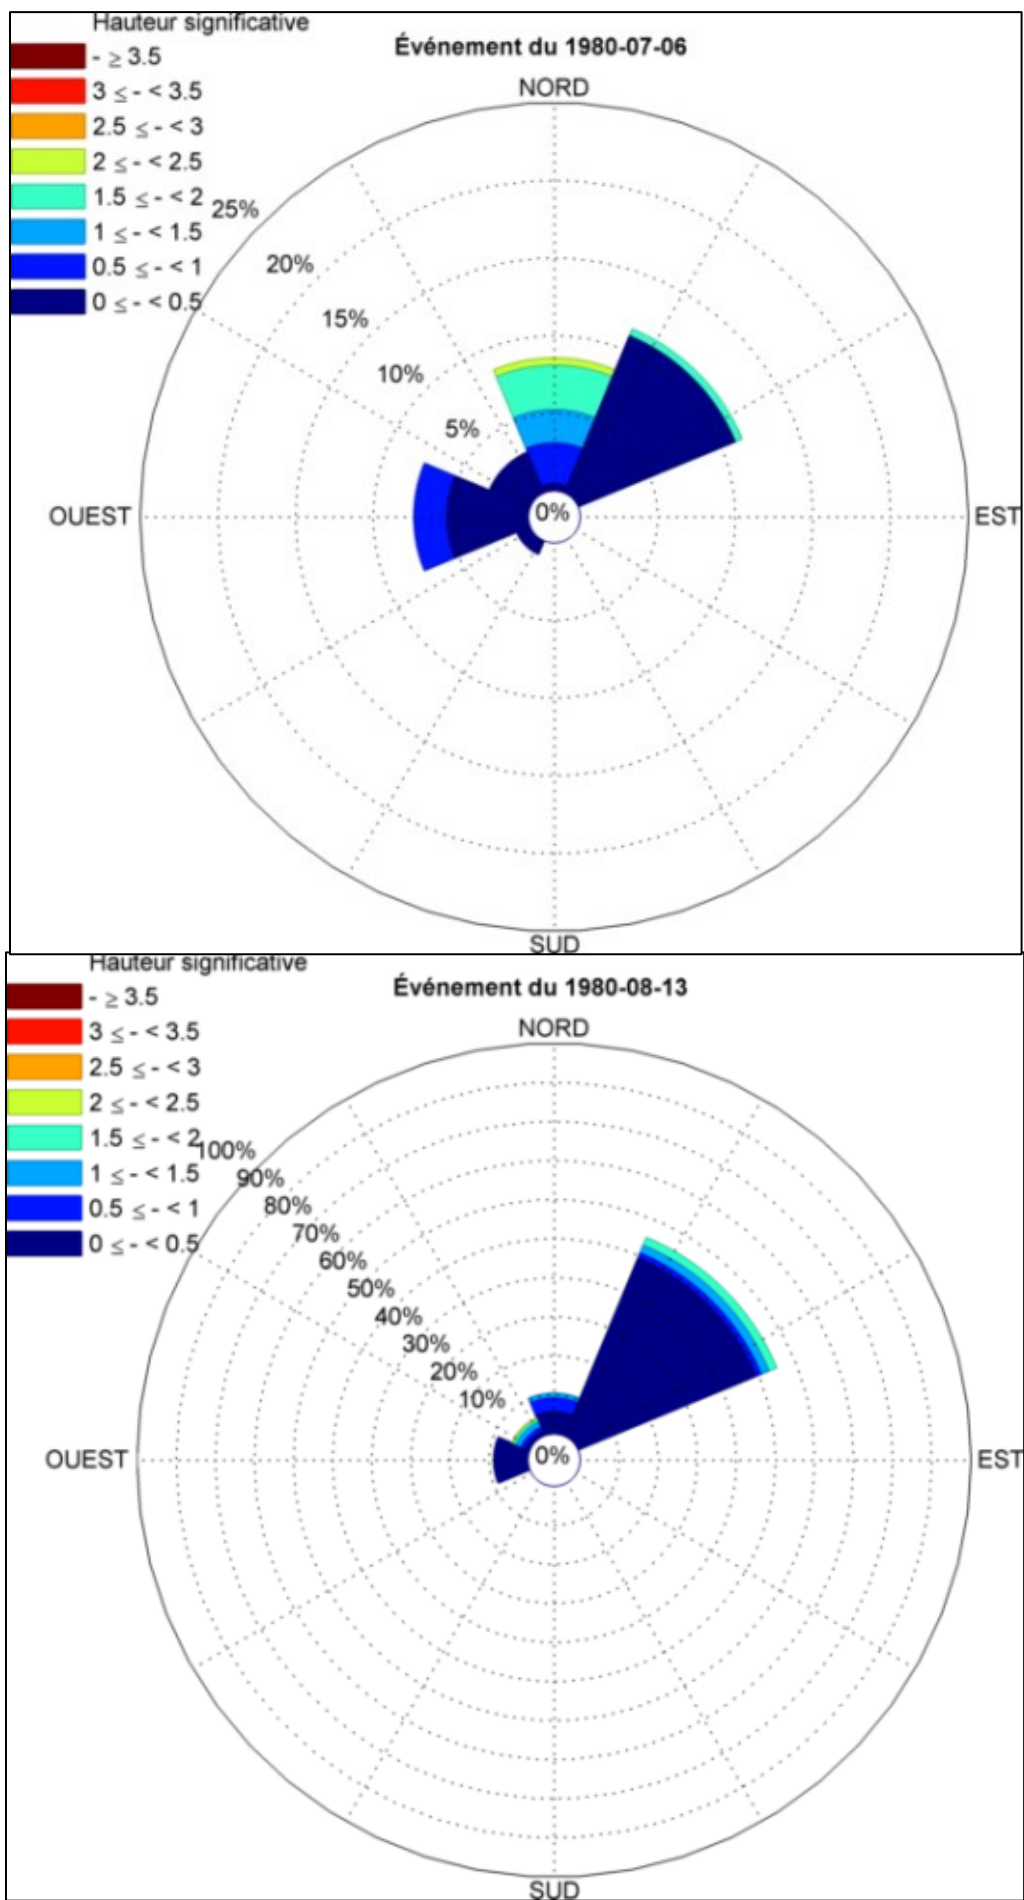 Hauteur significative
Événement du 1980-07-06
- ≥ 3.5
3 ≤ - < 3.5
2.5 ≤ - < 3
2 ≤ - < 2.5
1.5 ≤ - < 2
1 ≤ - < 1.5
0.5 ≤ - < 1
0 ≤ - < 0.5
NORD
25%
20%
15%
10%
5%
0%
OUEST
EST
SUD
Hauteur significative
Événement du 1980-08-13
- ≥ 3.5
3 ≤ - < 3.5
2.5 ≤ - < 3
2 ≤ - < 2.5
1.5 ≤ - < 2
1 ≤ - < 1.5
0.5 ≤ - < 1
0 ≤ - < 0.5
NORD
100%
90%
80%
70%
60%
50%
40%
30%
20%
10%
0%
OUEST
EST
SUD